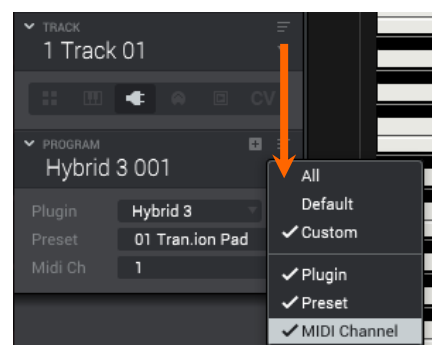 TRACK
1 Track 01
CV
PROGRAM
Hybrid 3 001
Plugin Hybrid 3
Preset 01 Tran.ion Pad
Midi Ch 1
All
Default
Custom
Plugin
Preset
MIDI Channel